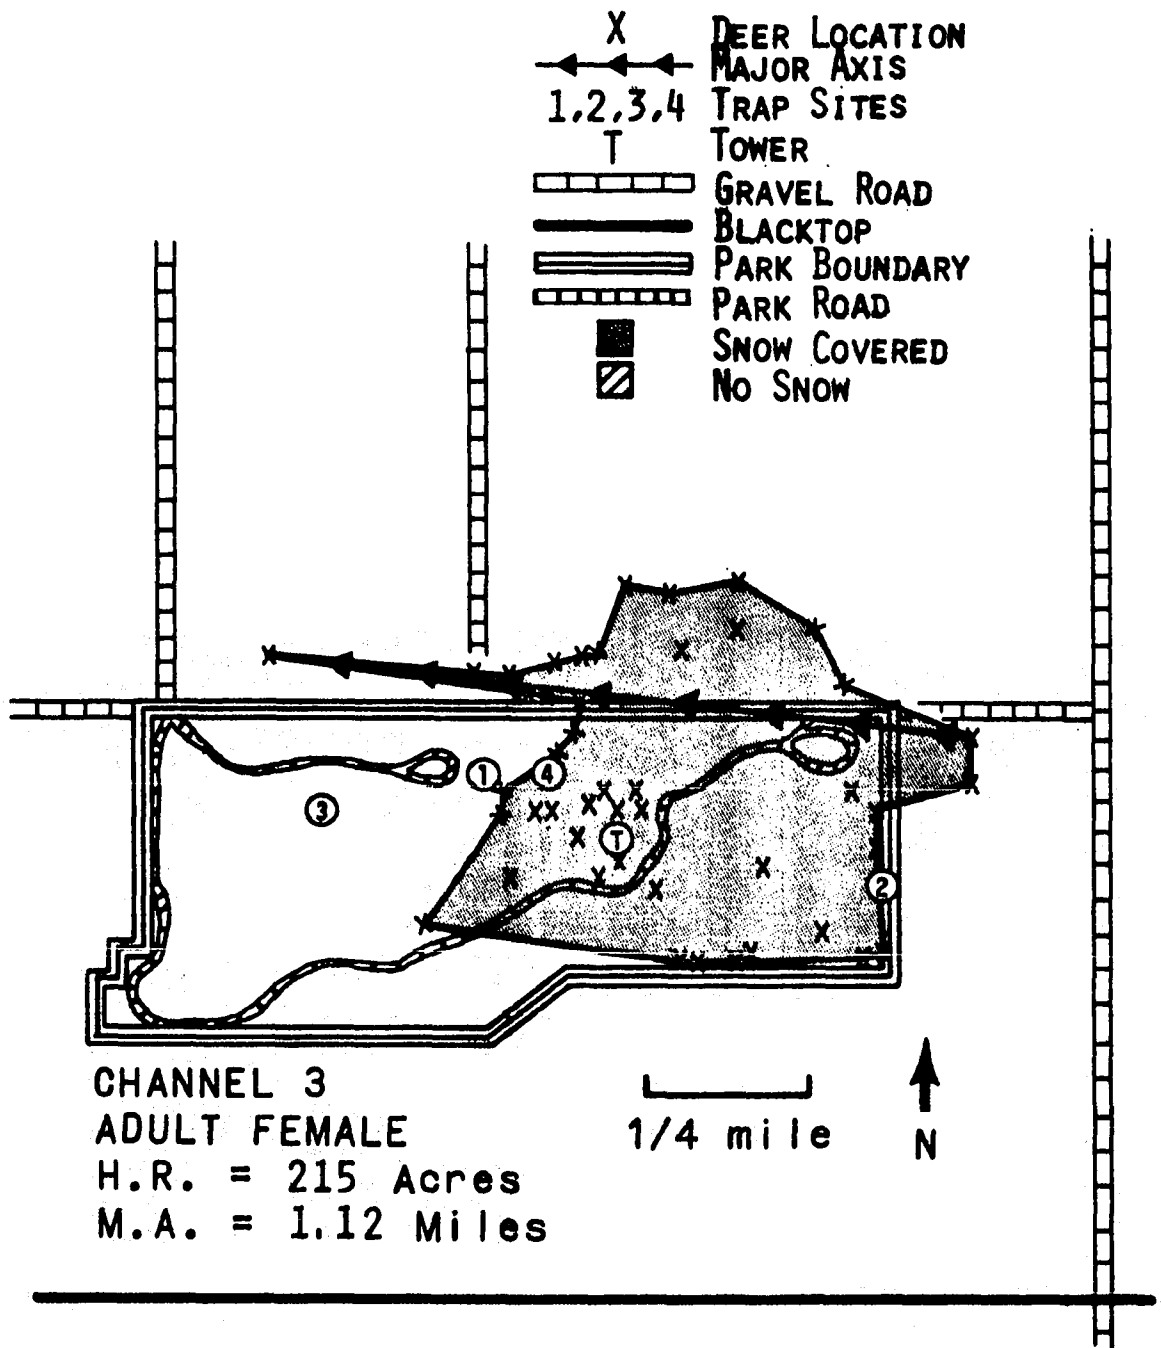 X DEER LOCATION
MAJOR AXIS
1,2,3,4 TRAP SITES
T TOWER
GRAVEL ROAD
BLACKTOP
PARK BOUNDARY
PARK ROAD
SNOW COVERED
NO SNOW
1
4
3
T
2
CHANNEL 3
ADULT FEMALE
H.R. = 215 Acres
M.A. = 1.12 Miles
1/4 mile
N